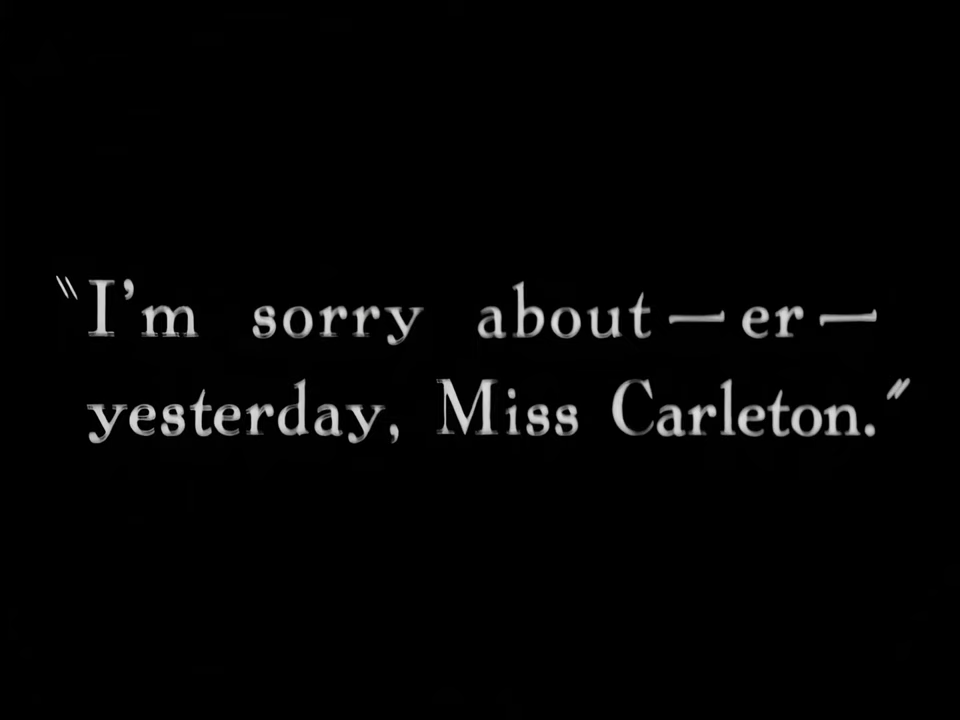 "I'm sorry about — er —
yesterday, Miss Carleton."